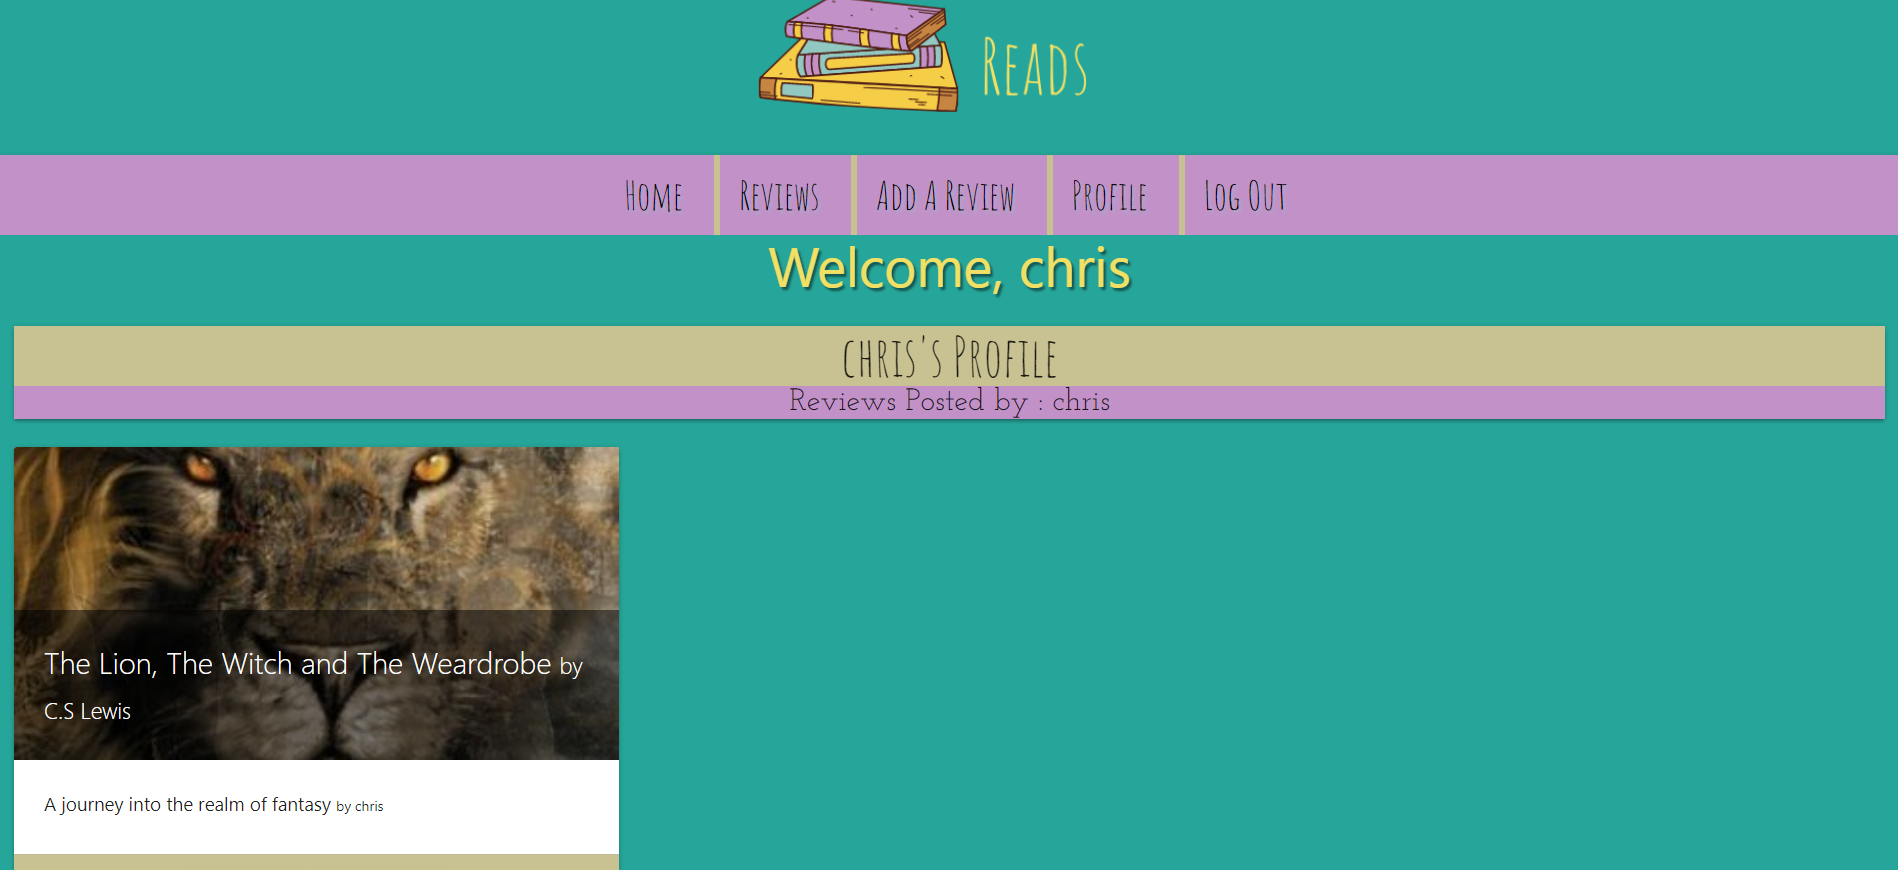 Reads
Home Reviews Add A Review Profile Log Out
Welcome, chris
chris's Profile
Reviews Posted by : chris
The Lion, The Witch and The Weardrobe by
C.S Lewis
A journey into the realm of fantasy by chris